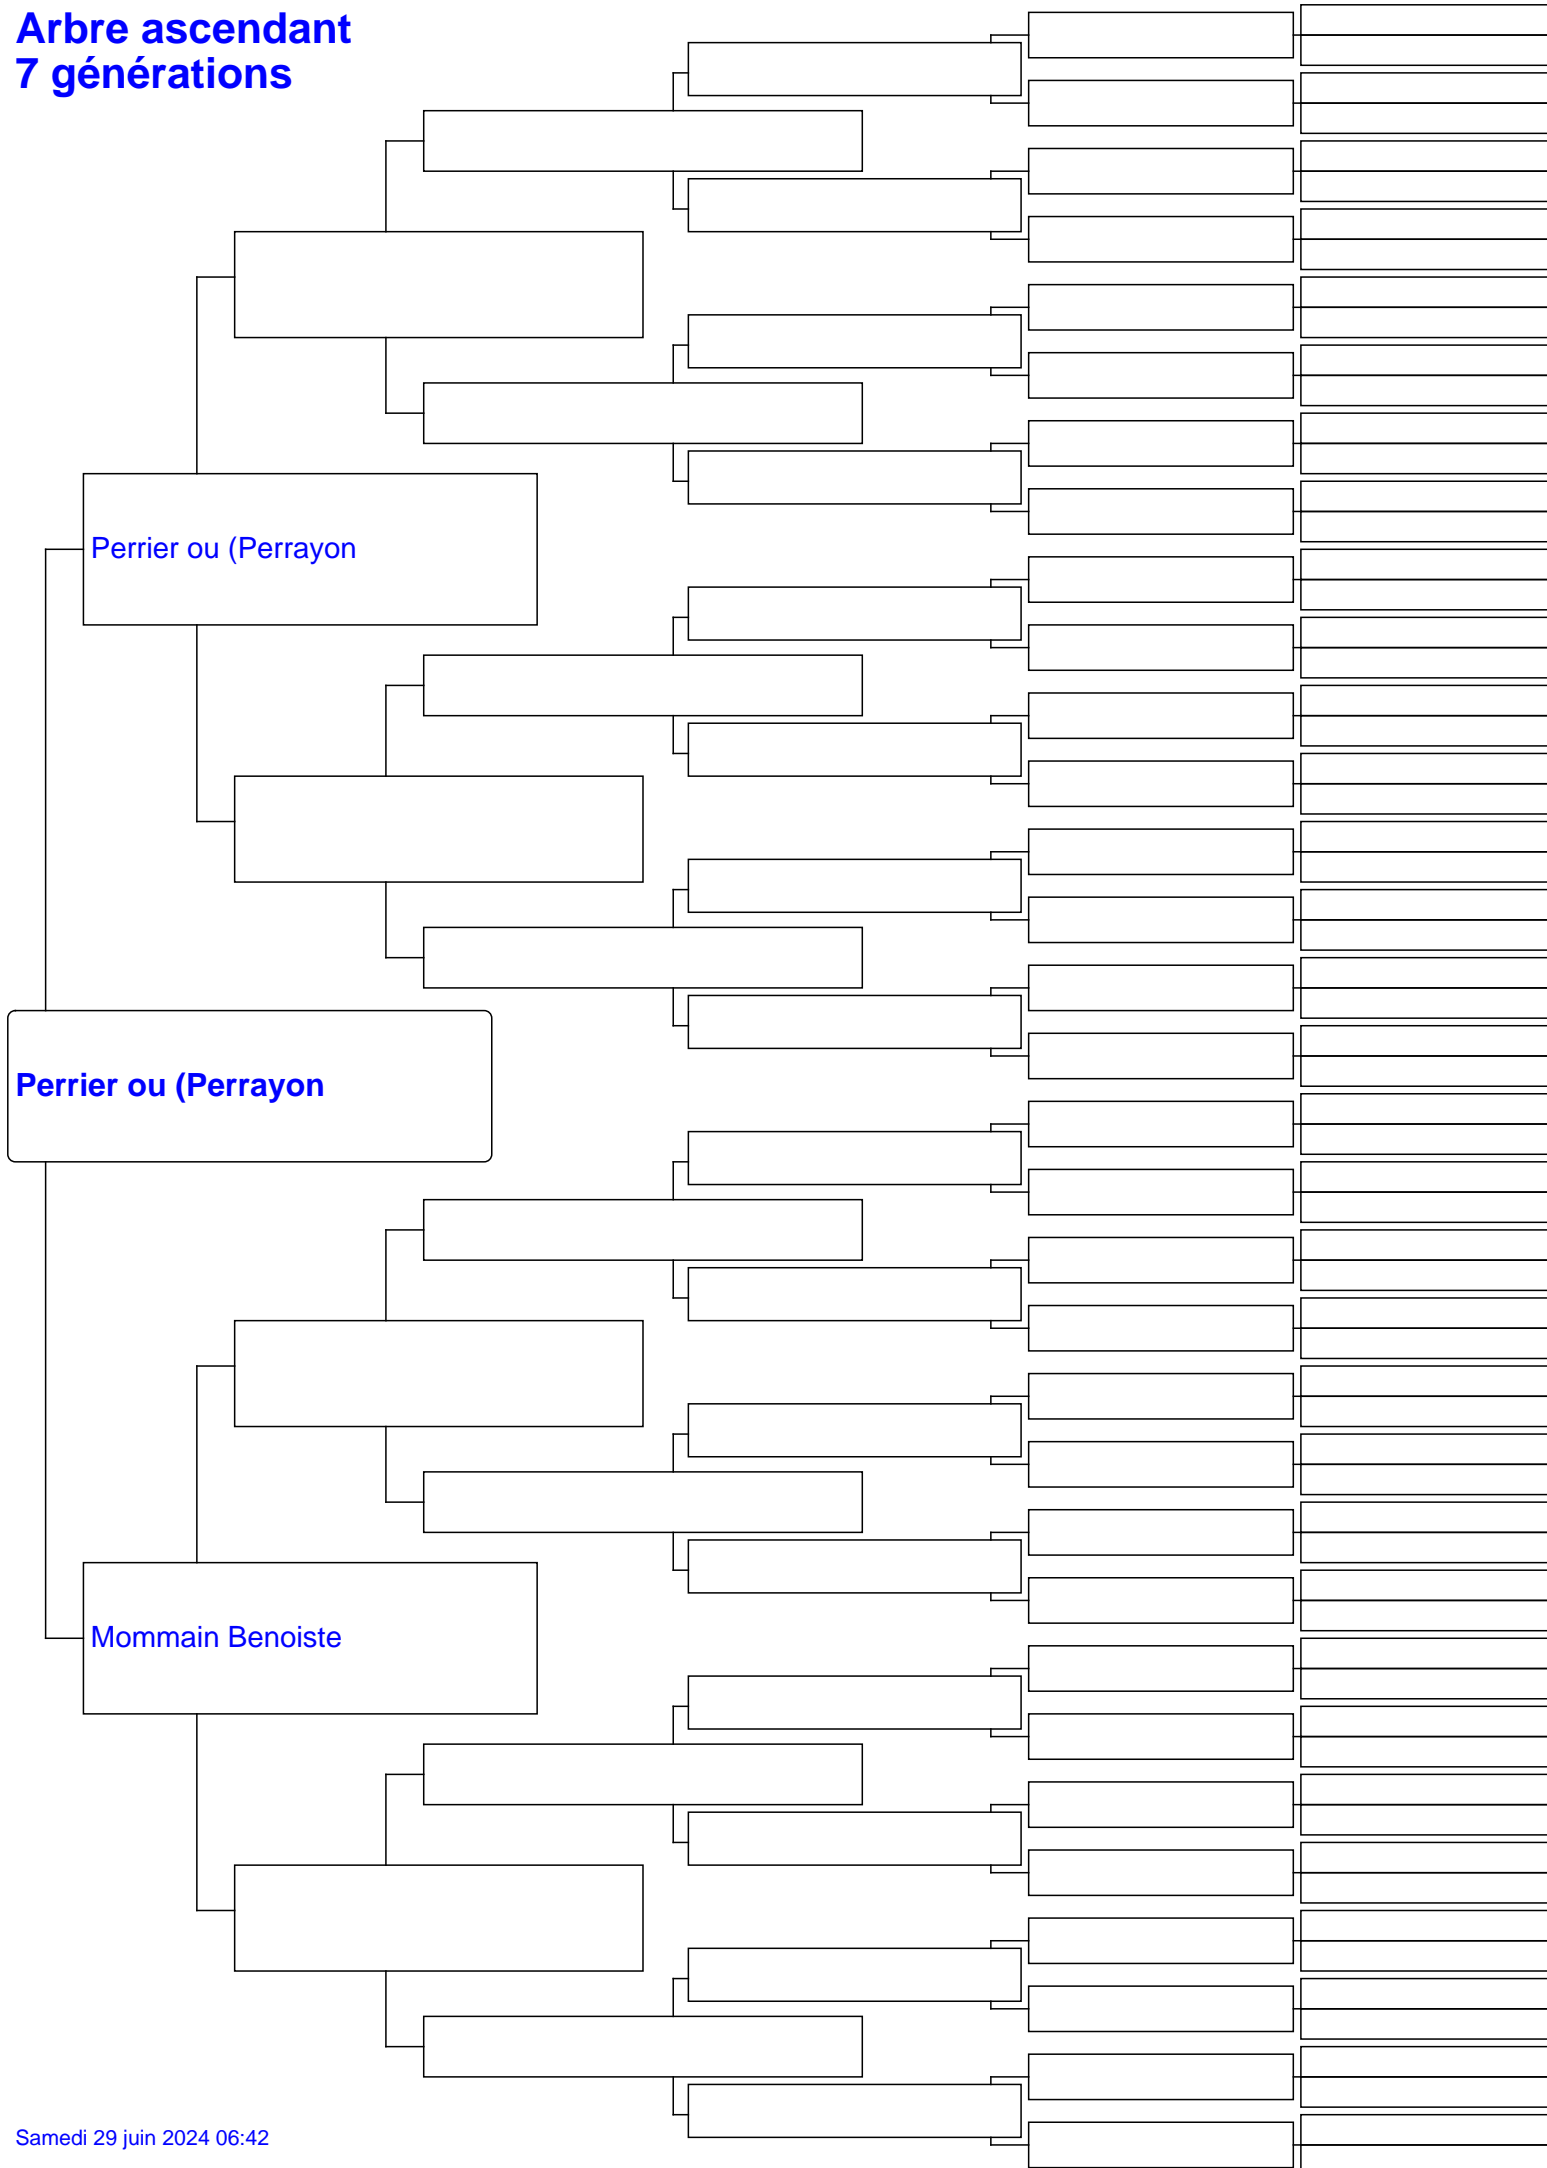 Arbre ascendant
7 générations
Perrier ou (Perrayon
Perrier ou (Perrayon
Mommain Benoiste
Samedi 29 juin 2024 06:42